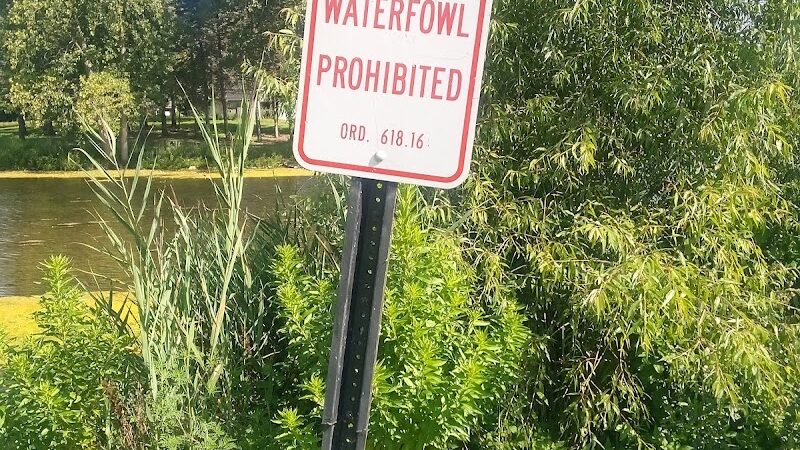 WATERFOWL
PROHIBITED
ORD. 618.16